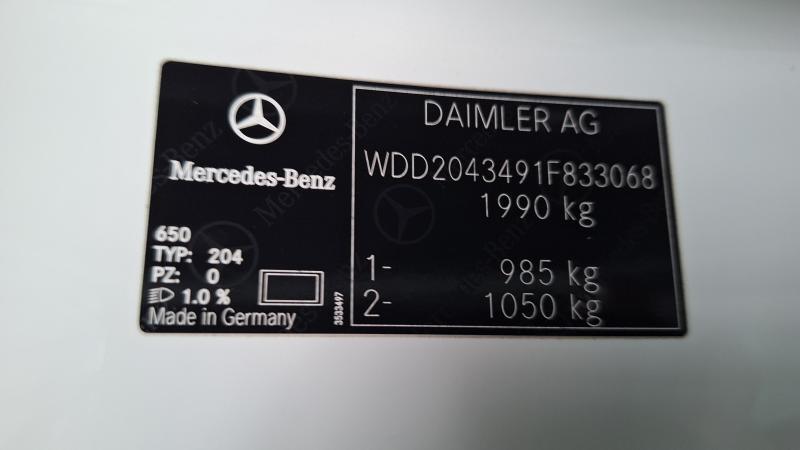 Mercedes-Benz
650
TYP: 204
PZ: 0
1.0 %
Made in Germany
3533497
DAIMLER AG
WDD2043491F833068
1990 kg
1- 985 kg
2- 1050 kg